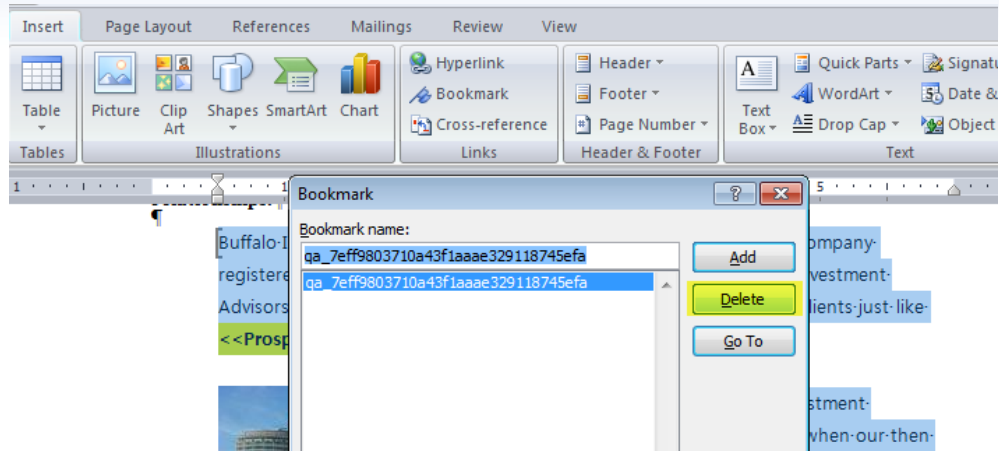 Insert Page Layout References Mailings Review View
Hyperlink Header Quick Parts
Bookmark Footer WordArt Date &
Table Picture Clip Shapes SmartArt Chart Text
Art Cross-reference Page Number Box Drop Cap Object
Tables Illustrations Links Header & Footer Text
1 1 5
Bookmark
¶
Buffalo
Bookmark name:
qa_7eff9803710a43f1aaae329118745efa Add
registere qa_7eff9803710a43f1aaae329118745efa vestment
Advisors Delete lients just like
<<Prosp Go To
stment
when our then